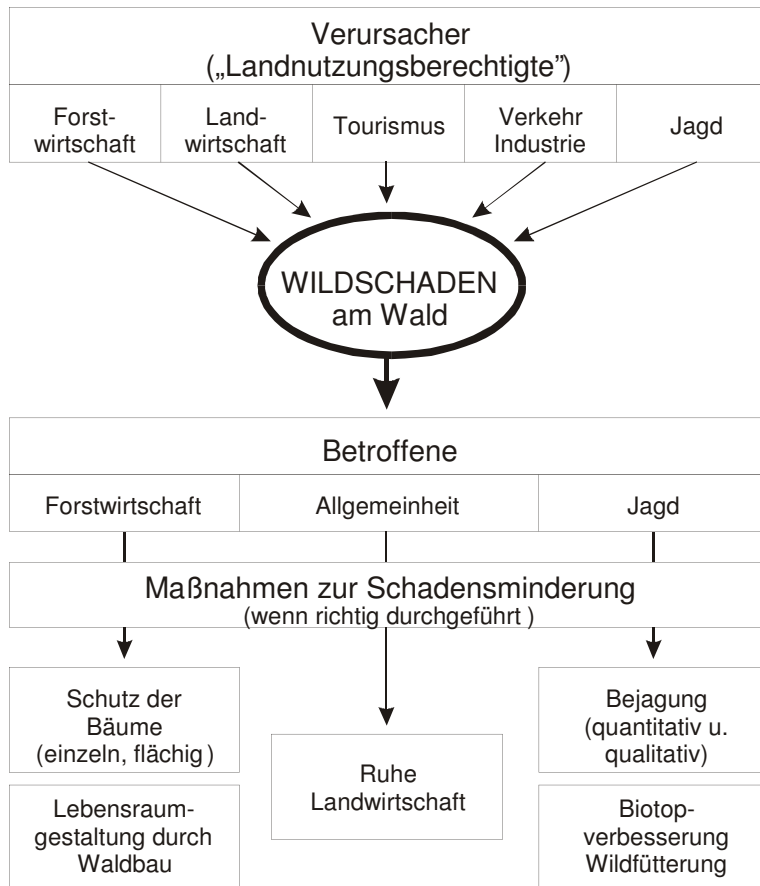 Verursacher
(„Landnutzungsberechtigte”)
Forst-
wirtschaft
Land-
wirtschaft
Tourismus
Verkehr
Industrie
Jagd
WILDSCHADEN
am Wald
Betroffene
Forstwirtschaft
Allgemeinheit
Jagd
Maßnahmen zur Schadensminderung
(wenn richtig durchgeführt )
Schutz der
Bäume
(einzeln, flächig )
Lebensraum-
gestaltung durch
Waldbau
Ruhe
Landwirtschaft
Bejagung
(quantitativ u.
qualitativ)
Biotop-
verbesserung
Wildfütterung